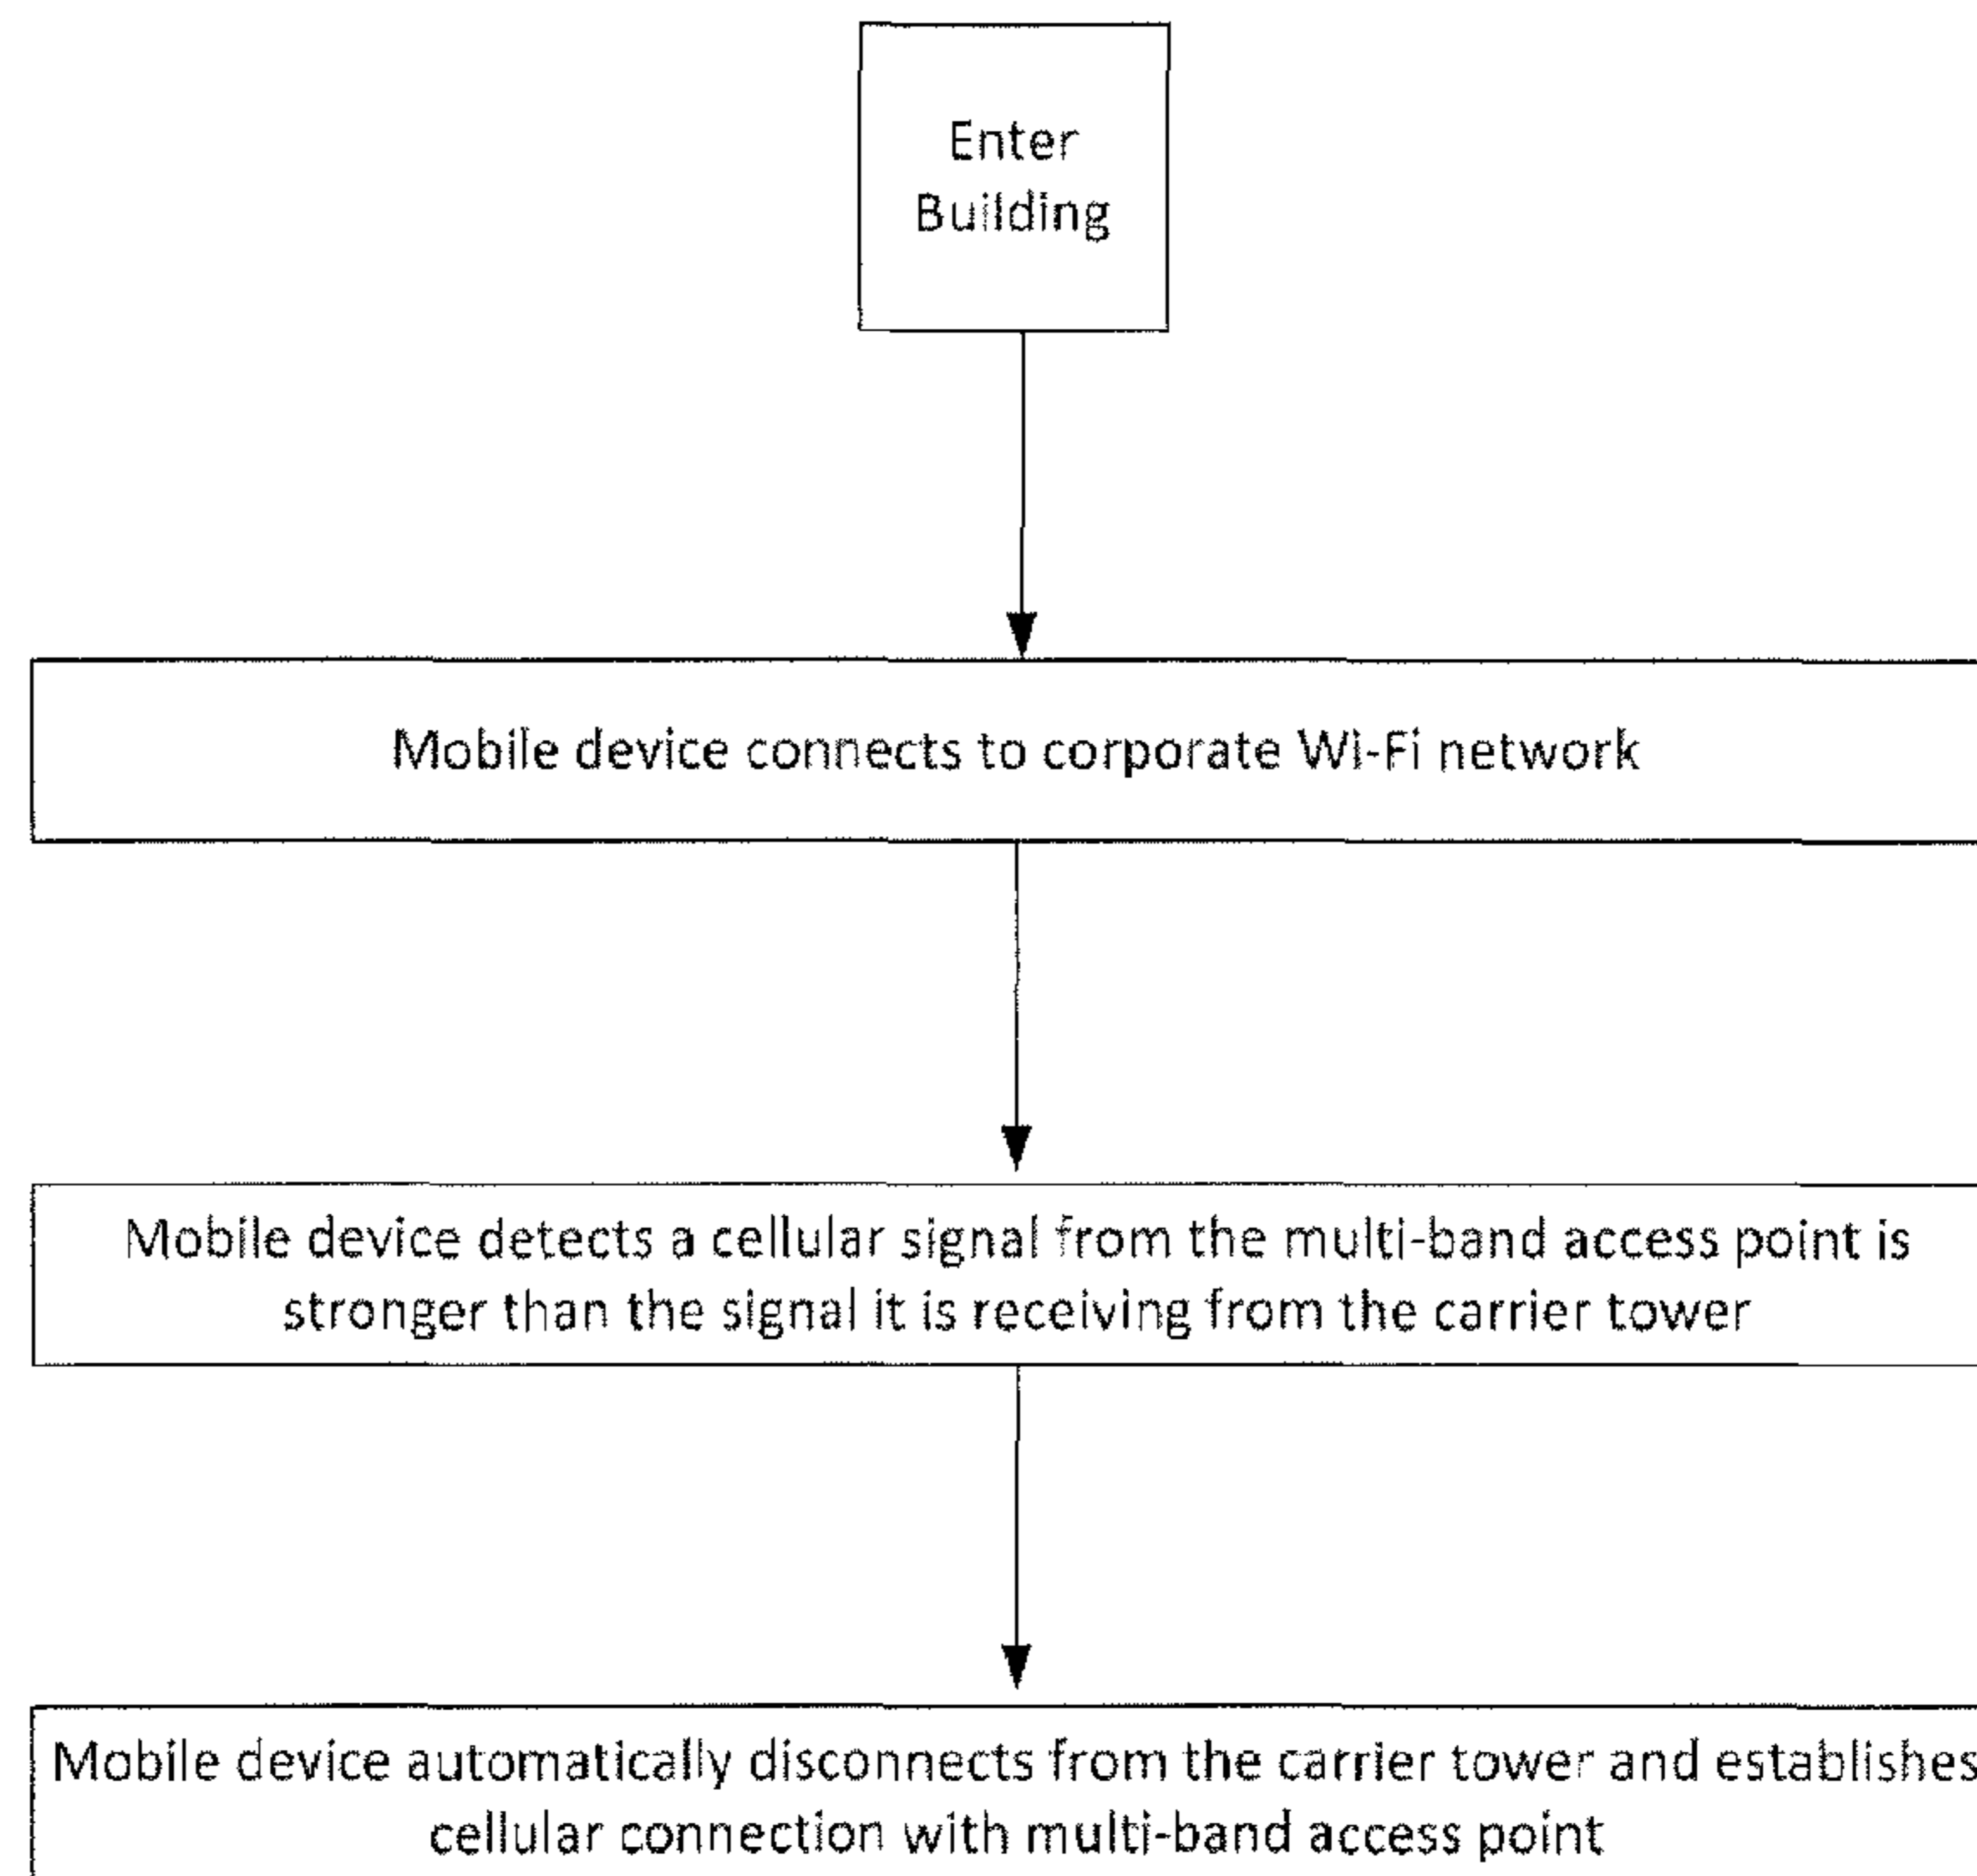 Enter
Building
Mobile device connects to corporate Wi-Fi network
Mobile device detects a cellular signal from the multi-band access point is
stronger than the signal it is receiving from the carrier tower
Mobile device automatically disconnects from the carrier tower and establishes
cellular connection with multi-band access point